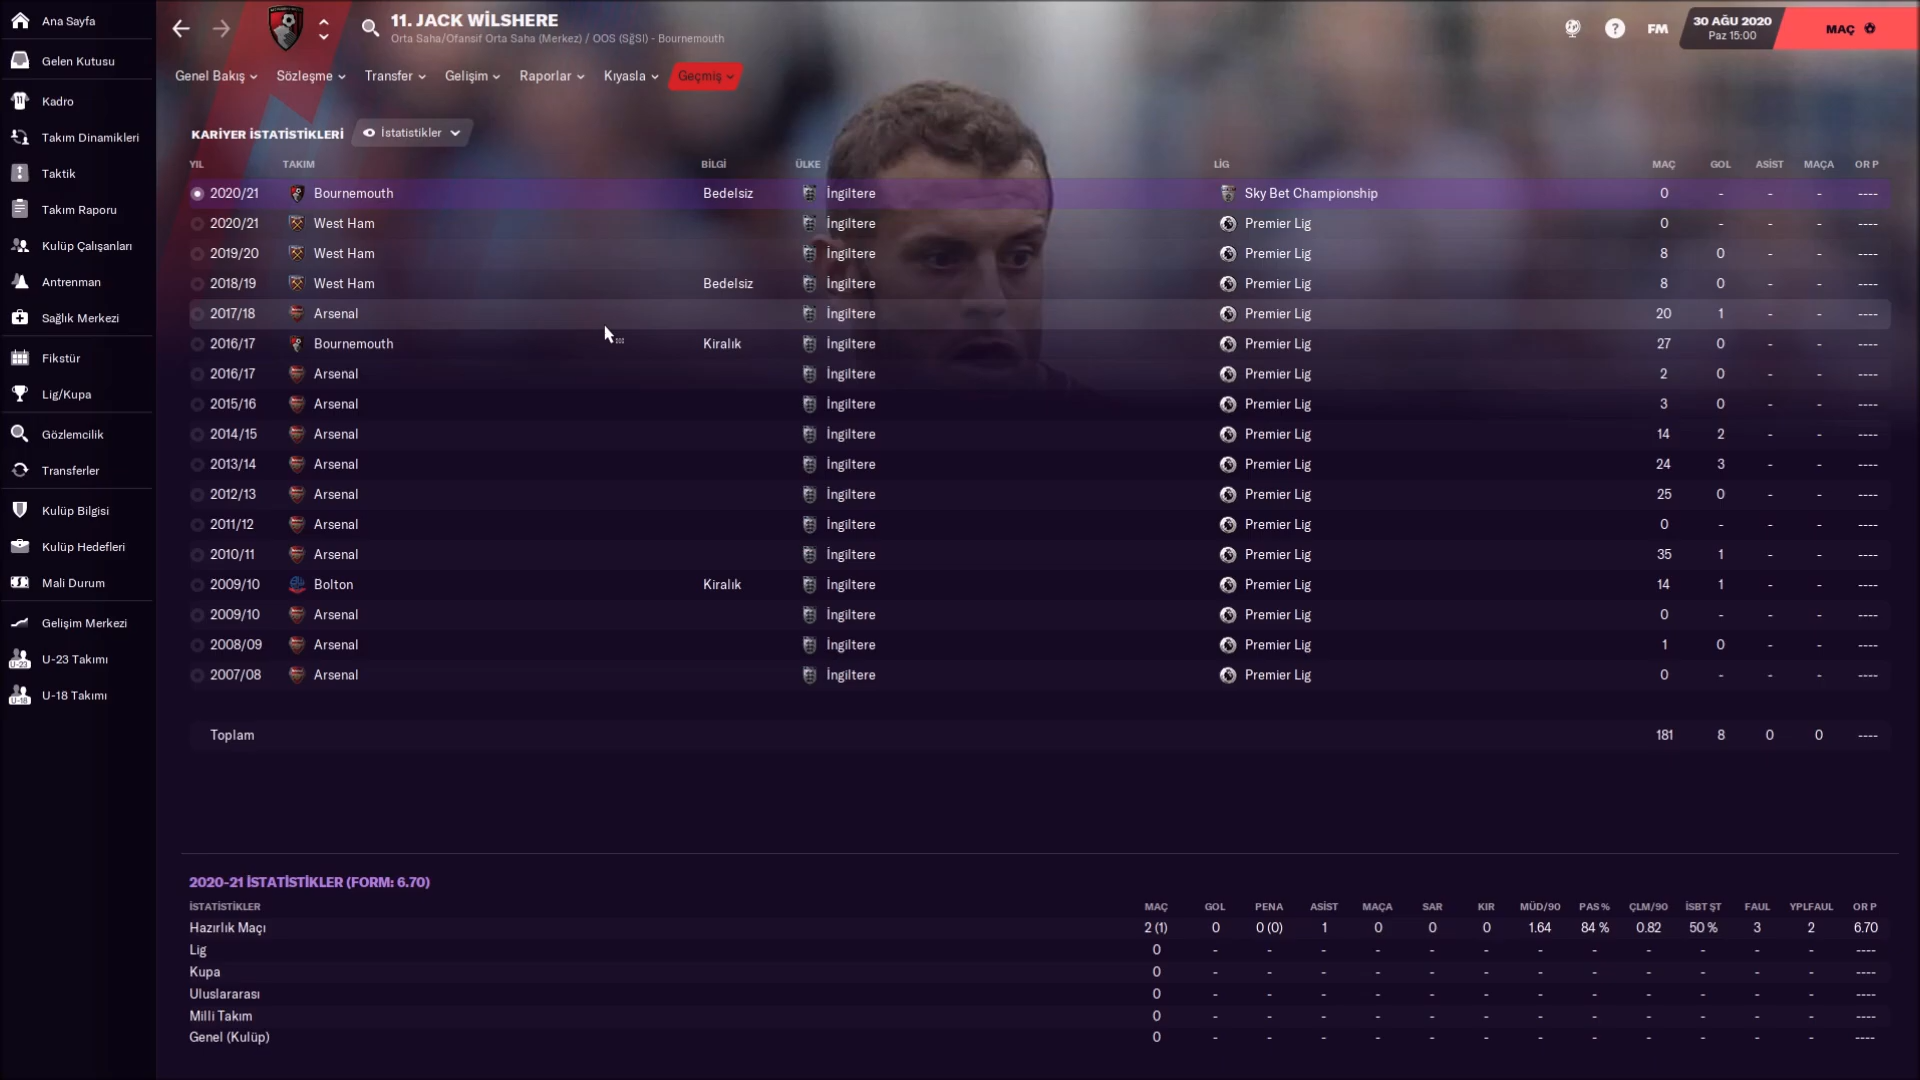 Ana Sayfa
Gelen Kutusu
Kadro
Takım Dinamikleri
Taktik
Takım Raporu
Kulüp Çalışanları
Antrenman
Sağlık Merkezi
Fikstür
Lig/Kupa
Gözlemcilik
Transferler
Kulüp Bilgisi
Kulüp Hedefleri
Mali Durum
Gelişim Merkezi
U-23 U-23 Takımı
U-18 U-18 Takımı
11. JACK WİLSHERE
Orta Saha/Ofansif Orta Saha (Merkez) / OOS (SğSl) - Bournemouth
? FM 30 AĞU 2020
Paz 15:00
MAÇ
Genel Bakış Sözleşme Transfer Gelişim Raporlar Kıyasla Geçmiş
KARİYER İSTATİSTİKLERİ İstatistikler
YIL TAKIM BİLGİ ÜLKE LİG MAÇ GOL ASİST MAÇA OR P
2020/21 Bournemouth Bedelsiz İngiltere Sky Bet Championship 0 - - - ----
2020/21 West Ham İngiltere Premier Lig 0 - - - ----
2019/20 West Ham İngiltere Premier Lig 8 0 - - ----
2018/19 West Ham Bedelsiz İngiltere Premier Lig 8 0 - - ----
2017/18 Arsenal İngiltere Premier Lig 20 1 - - ----
2016/17 Bournemouth Kiralık İngiltere Premier Lig 27 0 - - ----
2016/17 Arsenal İngiltere Premier Lig 2 0 - - ----
2015/16 Arsenal İngiltere Premier Lig 3 0 - - ----
2014/15 Arsenal İngiltere Premier Lig 14 2 - - ----
2013/14 Arsenal İngiltere Premier Lig 24 3 - - ----
2012/13 Arsenal İngiltere Premier Lig 25 0 - - ----
2011/12 Arsenal İngiltere Premier Lig 0 - - - ----
2010/11 Arsenal İngiltere Premier Lig 35 1 - - ----
2009/10 Bolton Kiralık İngiltere Premier Lig 14 1 - - ----
2009/10 Arsenal İngiltere Premier Lig 0 - - - ----
2008/09 Arsenal İngiltere Premier Lig 1 0 - - ----
2007/08 Arsenal İngiltere Premier Lig 0 - - - ----
Toplam 181 8 0 0 ----
2020-21 İSTATİSTİKLER (FORM: 6.70)
İSTATİSTİKLER MAÇ GOL PENA ASİST MAÇA SAR KIR MÜD/90 PAS % ÇLM/90 İSBT ŞT FAUL YPLFAUL OR P
Hazırlık Maçı 2 (1) 0 0 (0) 1 0 0 0 1.64 84 % 0.82 50 % 3 2 6.70
Lig 0 - - - - - - - - - - - - ----
Kupa 0 - - - - - - - - - - - - ----
Uluslararası 0 - - - - - - - - - - - - ----
Milli Takım 0 - - - - - - - - - - - - ----
Genel (Kulüp) 0 - - - - - - - - - - - - ----